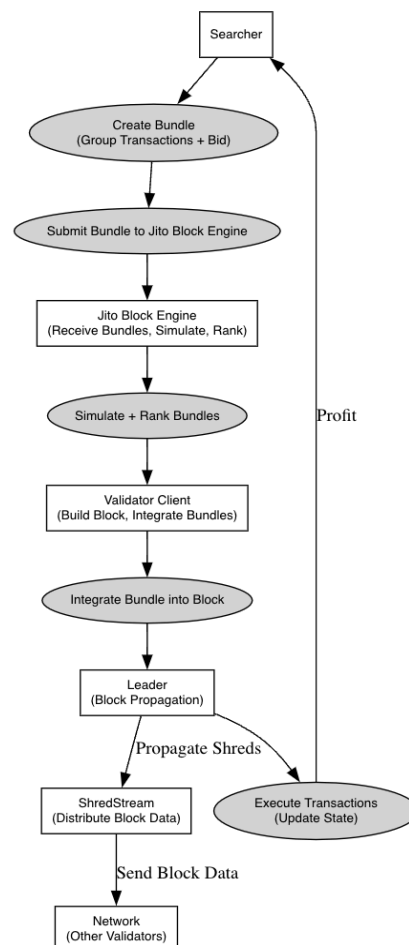 Searcher
Create Bundle
(Group Transactions + Bid)
Submit Bundle to Jito Block Engine
Jito Block Engine
(Receive Bundles, Simulate, Rank)
Simulate + Rank Bundles
Profit
Validator Client
(Build Block, Integrate Bundles)
Integrate Bundle into Block
Leader
(Block Propagation)
Propagate Shreds
ShredStream
(Distribute Block Data)
Execute Transactions
(Update State)
Send Block Data
Network
(Other Validators)